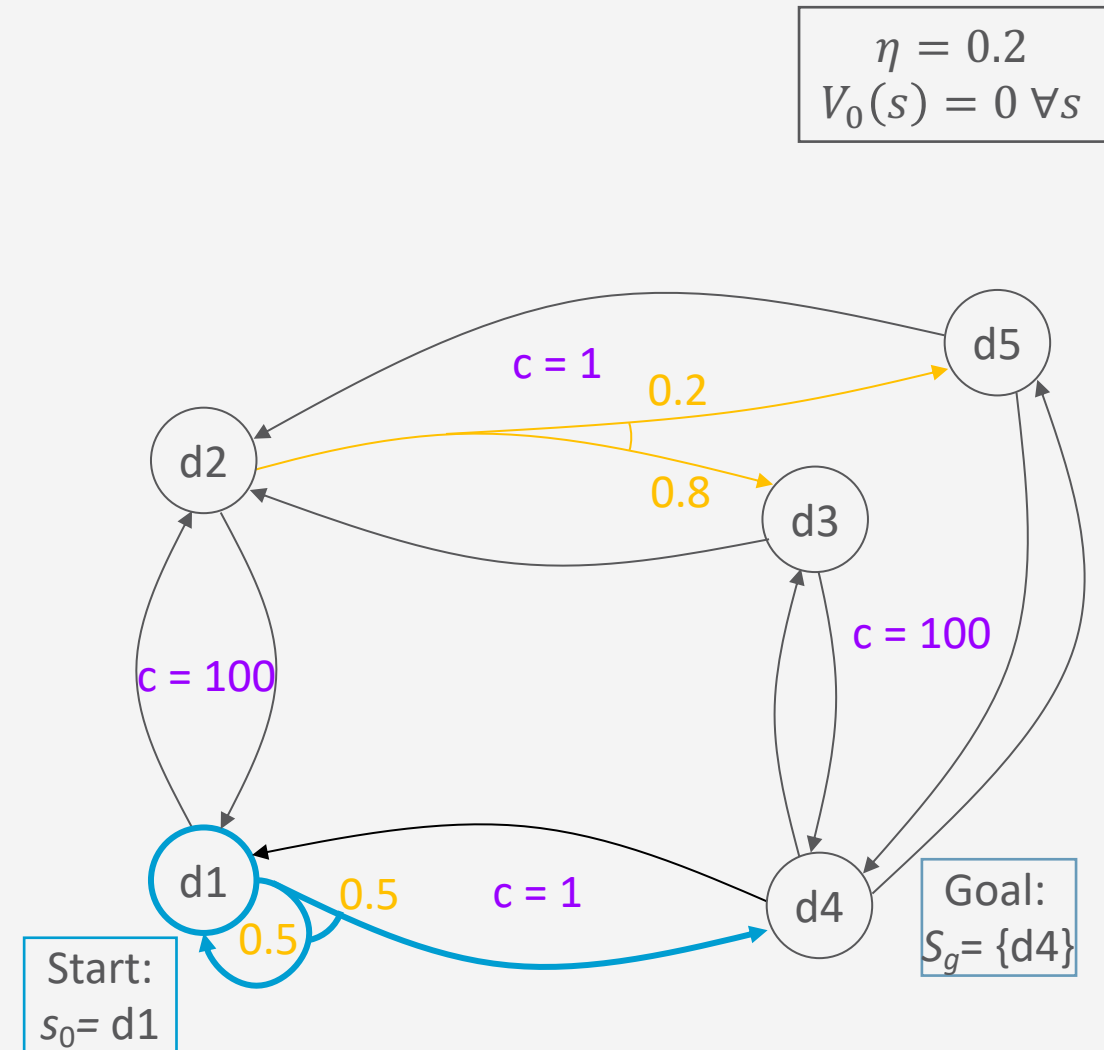 η = 0.2
V₀(s) = 0 ∀s
d5
c = 1
0.2
d2
0.8
d3
c = 100
c = 100
d1
0.5
0.5
c = 1
d4
Goal:
S_g= {d4}
Start:
s₀= d1